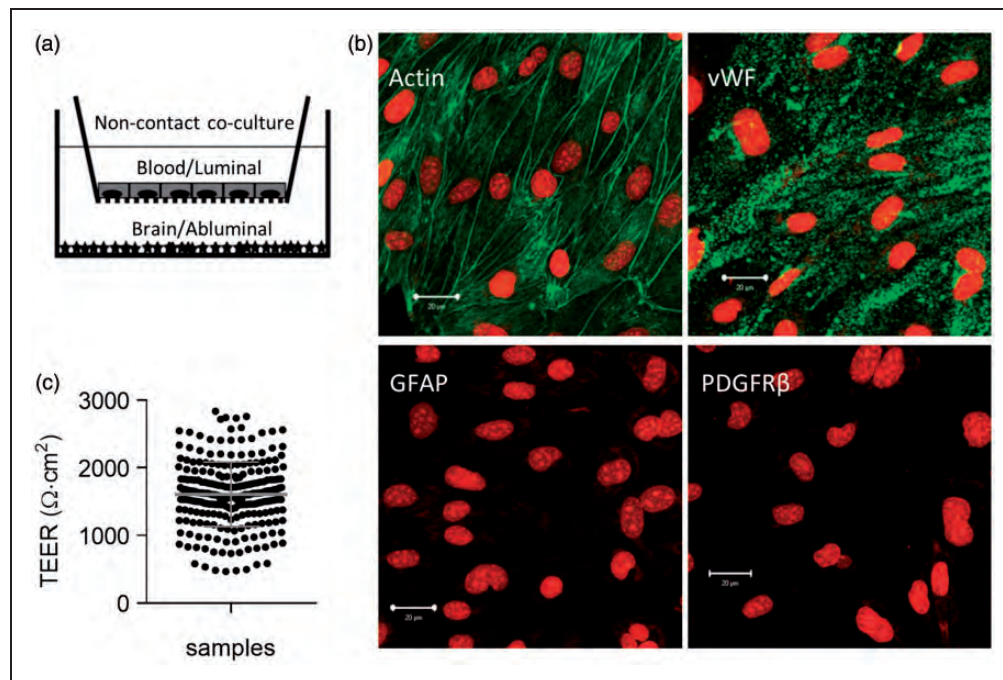 (a)
Non-contact co-culture
Blood/Luminal
Brain/Abluminal
(b)
Actin
20 µm
vWF
20 µm
GFAP
20 µm
PDGFRβ
20 µm
(c)
TEER (Ω·cm²)
3000
2000
1000
0
samples